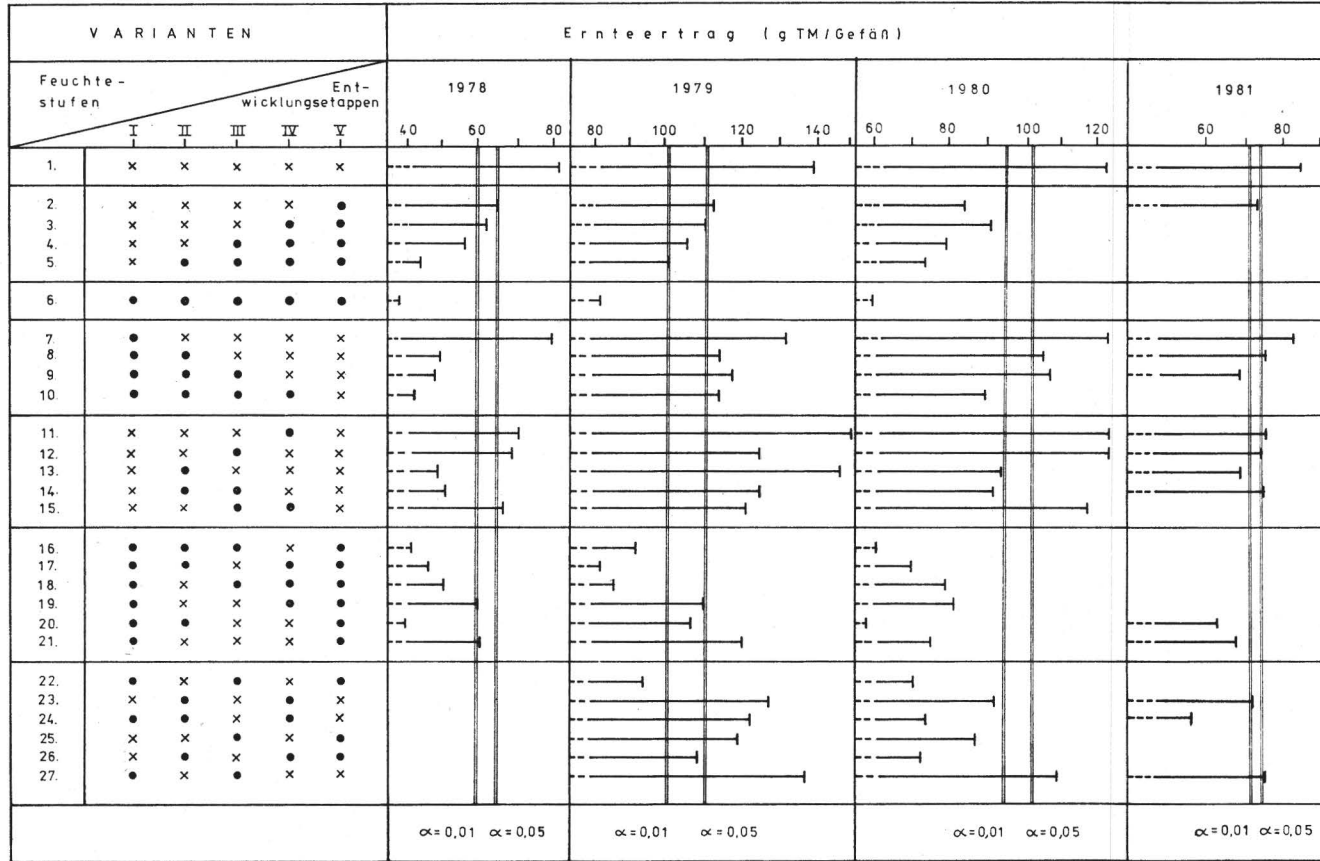 VARIANTEN
Ernteertrag (g TM/Gefäß)
Feuchte-
stufen
Ent-
wicklungsetappen
1978
1979
1980
1981
I II III IV V
40 60 80
80 100 120 140
60 80 100 120
60 80
1. × × × × ×
2. × × × × ●
3. × × × ● ●
4. × × ● ● ●
5. × ● ● ● ●
6. ● ● ● ● ●
7. ● × × × ×
8. ● ● × × ×
9. ● ● ● × ×
10. ● ● ● ● ×
11. × × × ● ×
12. × × ● × ×
13. × ● × × ×
14. × ● ● × ×
15. × × ● ● ×
16. ● ● ● × ●
17. ● ● × ● ●
18. ● × ● ● ●
19. ● × × ● ●
20. ● ● × × ●
21. ● × × × ●
22. ● × ● × ●
23. × ● × ● ×
24. ● ● × ● ×
25. × × ● × ●
26. × ● × ● ●
27. ● × ● × ×
α=0,01 α=0,05
α=0,01 α=0,05
α=0,01 α=0,05
α=0,01 α=0,05